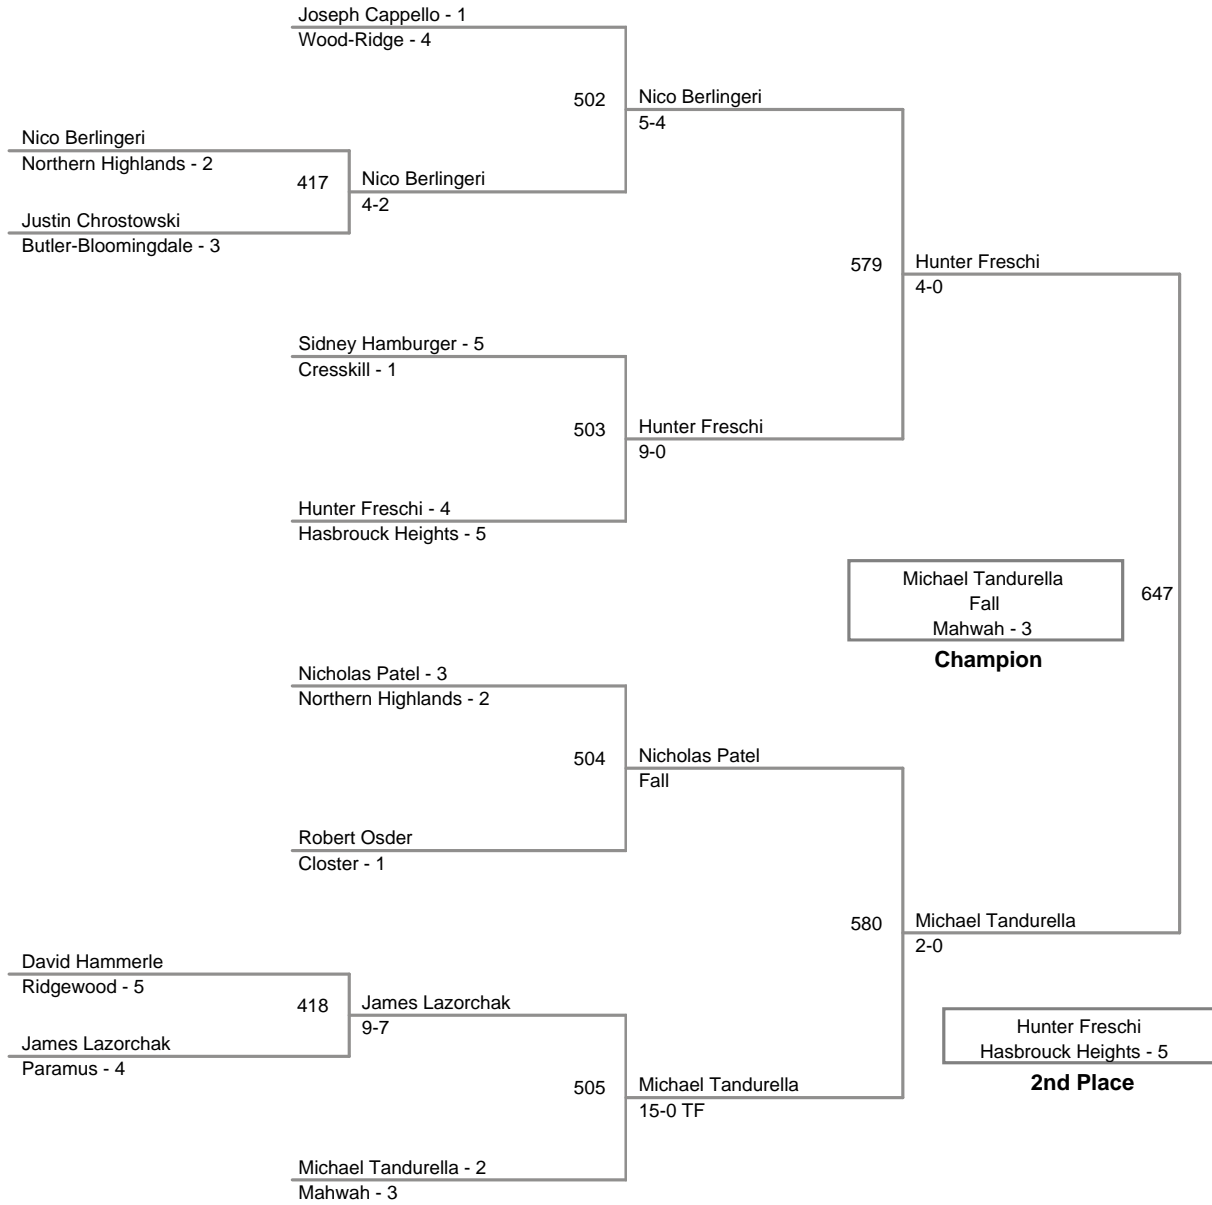 Joseph Cappello - 1
Wood-Ridge - 4
502
Nico Berlingeri
5-4
Nico Berlingeri
Northern Highlands - 2
417
Nico Berlingeri
4-2
Justin Chrostowski
Butler-Bloomingdale - 3
579
Hunter Freschi
4-0
Sidney Hamburger - 5
Cresskill - 1
503
Hunter Freschi
9-0
Hunter Freschi - 4
Hasbrouck Heights - 5
Michael Tandurella
Fall
Mahwah - 3
Champion
647
Nicholas Patel - 3
Northern Highlands - 2
504
Nicholas Patel
Fall
Robert Osder
Closter - 1
580
Michael Tandurella
2-0
David Hammerle
Ridgewood - 5
418
James Lazorchak
9-7
James Lazorchak
Paramus - 4
Hunter Freschi
Hasbrouck Heights - 5
2nd Place
505
Michael Tandurella
15-0 TF
Michael Tandurella - 2
Mahwah - 3